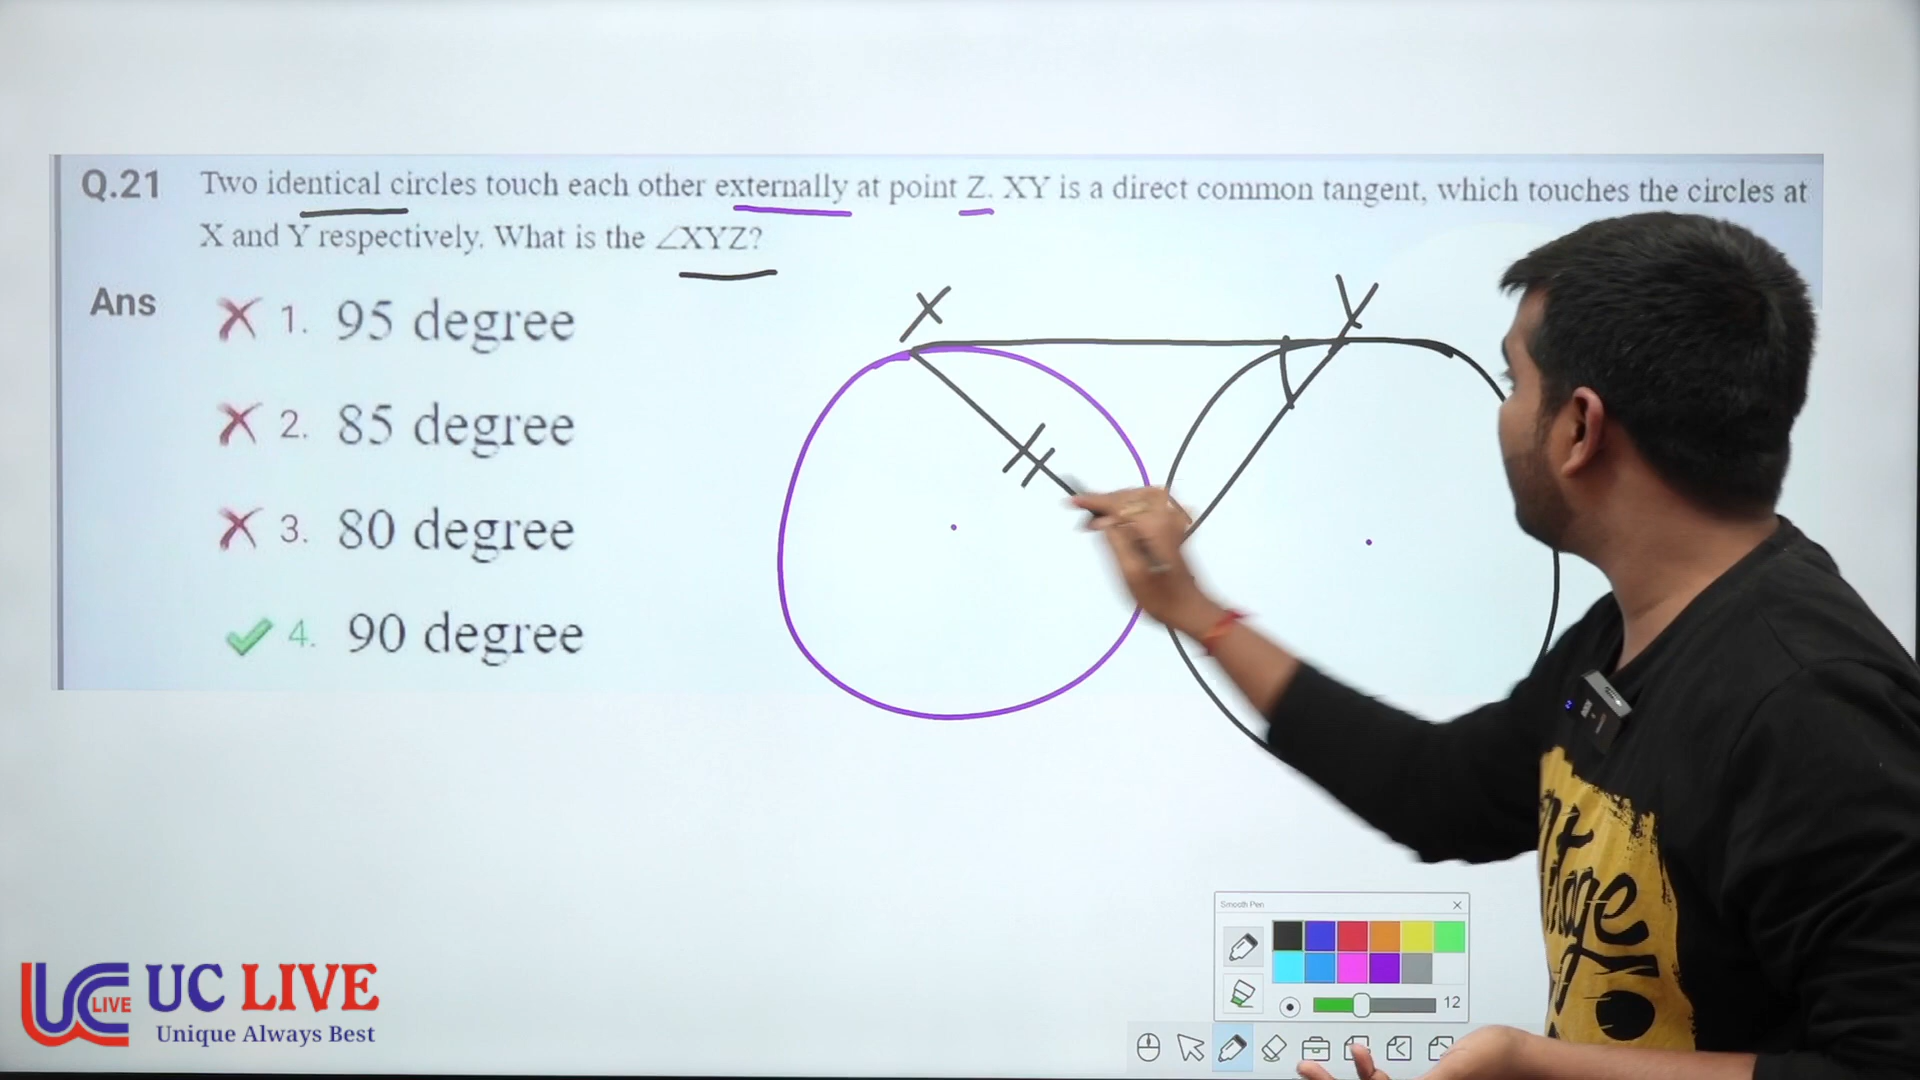 Q.21 Two identical circles touch each other externally at point Z. XY is a direct common tangent, which touches the circles at
X and Y respectively. What is the ∠XYZ?
Ans
1. 95 degree
2. 85 degree
3. 80 degree
4. 90 degree
X
Y
Smooth Pen
12
LIVE
UC LIVE
Unique Always Best